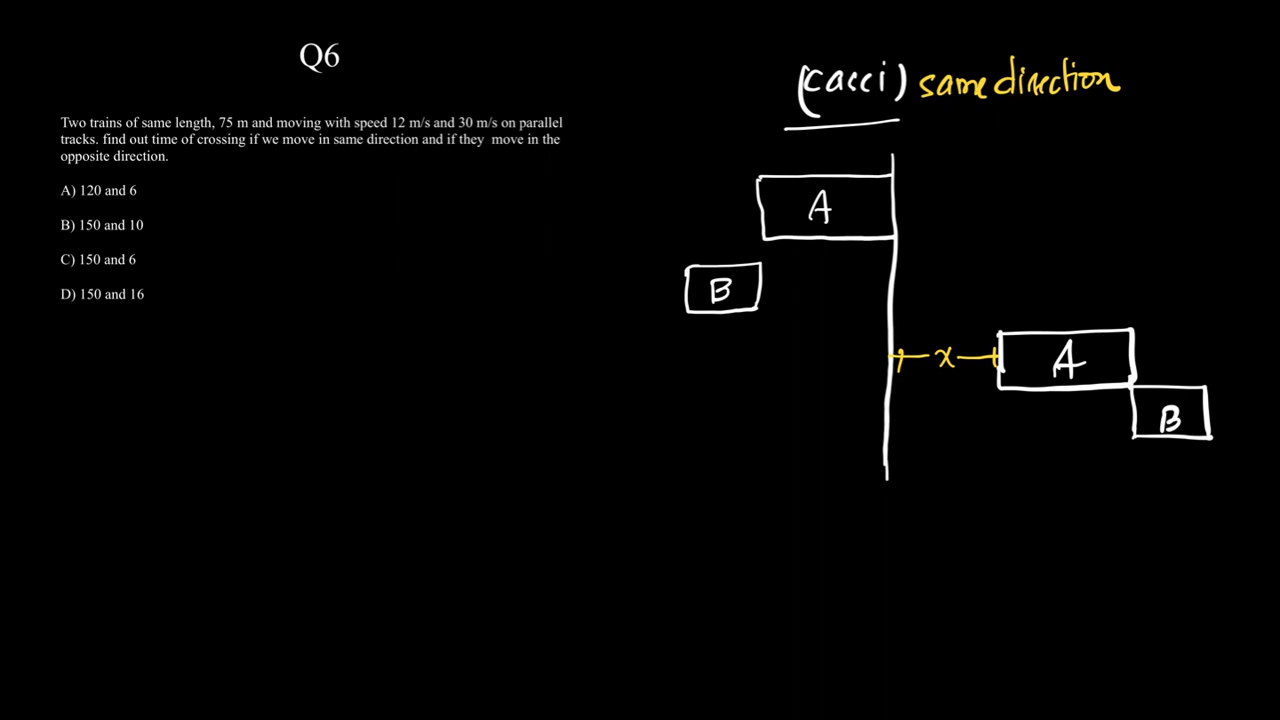 Q6
Two trains of same length, 75 m and moving with speed 12 m/s and 30 m/s on parallel
tracks. find out time of crossing if we move in same direction and if they move in the
opposite direction.
A) 120 and 6
B) 150 and 10
C) 150 and 6
D) 150 and 16
(cacci) same direction
A
B
x
A
B